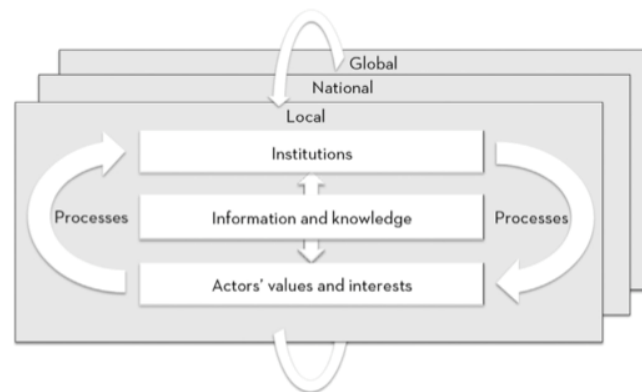 Global
National
Local
Institutions
Processes
Information and knowledge
Processes
Actors' values and interests